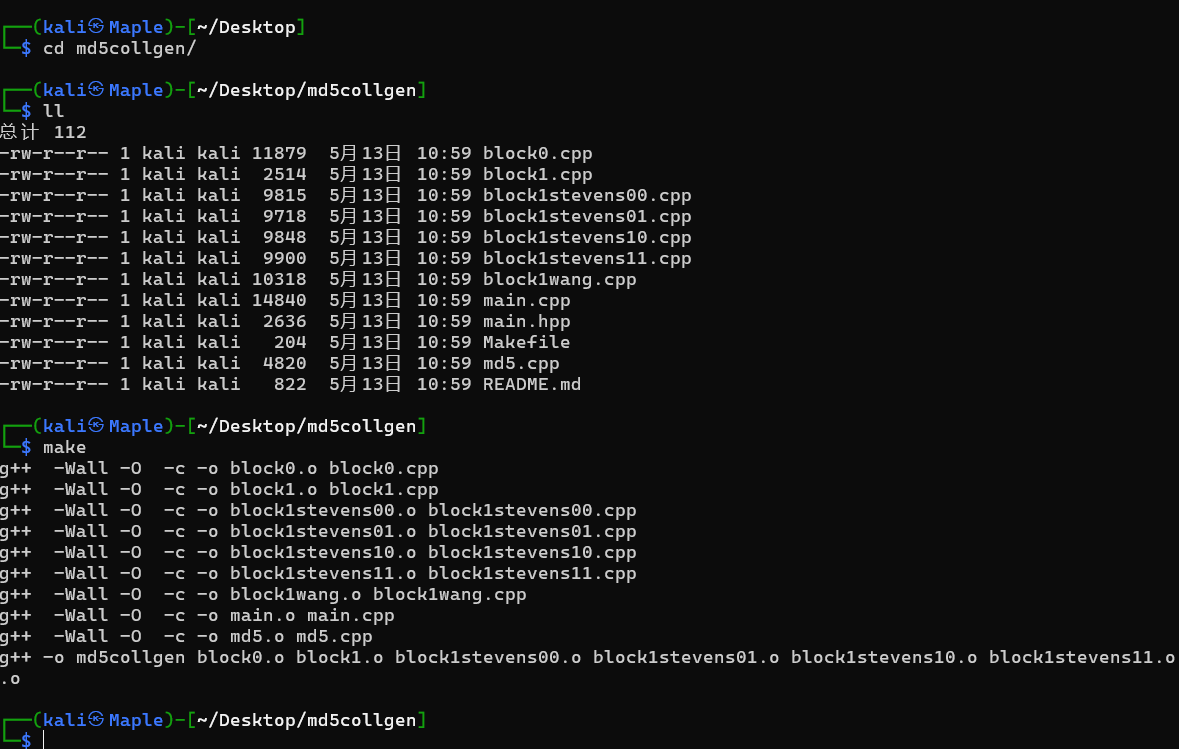 ┌──(kali㉿Maple)-[~/Desktop]
└─$ cd md5collgen/
┌──(kali㉿Maple)-[~/Desktop/md5collgen]
└─$ ll
总计 112
-rw-r--r-- 1 kali kali 11879  5月13日 10:59 block0.cpp
-rw-r--r-- 1 kali kali  2514  5月13日 10:59 block1.cpp
-rw-r--r-- 1 kali kali  9815  5月13日 10:59 block1stevens00.cpp
-rw-r--r-- 1 kali kali  9718  5月13日 10:59 block1stevens01.cpp
-rw-r--r-- 1 kali kali  9848  5月13日 10:59 block1stevens10.cpp
-rw-r--r-- 1 kali kali  9900  5月13日 10:59 block1stevens11.cpp
-rw-r--r-- 1 kali kali 10318  5月13日 10:59 block1wang.cpp
-rw-r--r-- 1 kali kali 14840  5月13日 10:59 main.cpp
-rw-r--r-- 1 kali kali  2636  5月13日 10:59 main.hpp
-rw-r--r-- 1 kali kali   204  5月13日 10:59 Makefile
-rw-r--r-- 1 kali kali  4820  5月13日 10:59 md5.cpp
-rw-r--r-- 1 kali kali   822  5月13日 10:59 README.md
┌──(kali㉿Maple)-[~/Desktop/md5collgen]
└─$ make
g++  -Wall -O  -c -o block0.o block0.cpp
g++  -Wall -O  -c -o block1.o block1.cpp
g++  -Wall -O  -c -o block1stevens00.o block1stevens00.cpp
g++  -Wall -O  -c -o block1stevens01.o block1stevens01.cpp
g++  -Wall -O  -c -o block1stevens10.o block1stevens10.cpp
g++  -Wall -O  -c -o block1stevens11.o block1stevens11.cpp
g++  -Wall -O  -c -o block1wang.o block1wang.cpp
g++  -Wall -O  -c -o main.o main.cpp
g++  -Wall -O  -c -o md5.o md5.cpp
g++ -o md5collgen block0.o block1.o block1stevens00.o block1stevens01.o block1stevens10.o block1stevens11.o
.o
┌──(kali㉿Maple)-[~/Desktop/md5collgen]
└─$